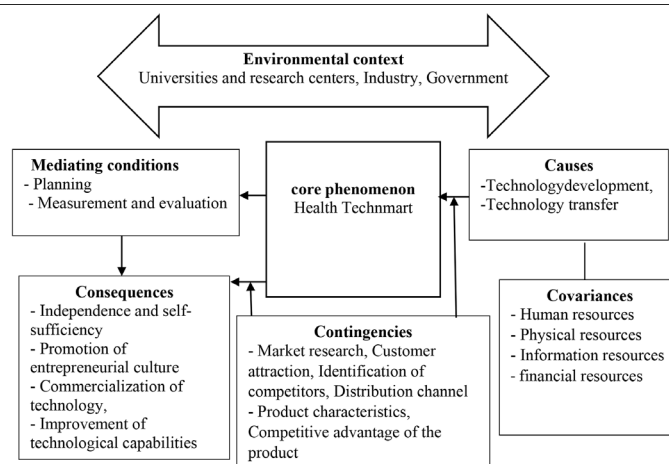 Environmental context
Universities and research centers, Industry, Government
Mediating conditions
- Planning
- Measurement and evaluation
core phenomenon
Health Technmart
Causes
-Technologydevelopment,
-Technology transfer
Consequences
- Independence and self-
sufficiency
- Promotion of
entrepreneurial culture
- Commercialization of
technology,
- Improvement of
technological capabilities
Contingencies
- Market research, Customer
attraction, Identification of
competitors, Distribution channel
- Product characteristics,
Competitive advantage of the
product
Covariances
- Human resources
- Physical resources
- Information resources
- financial resources